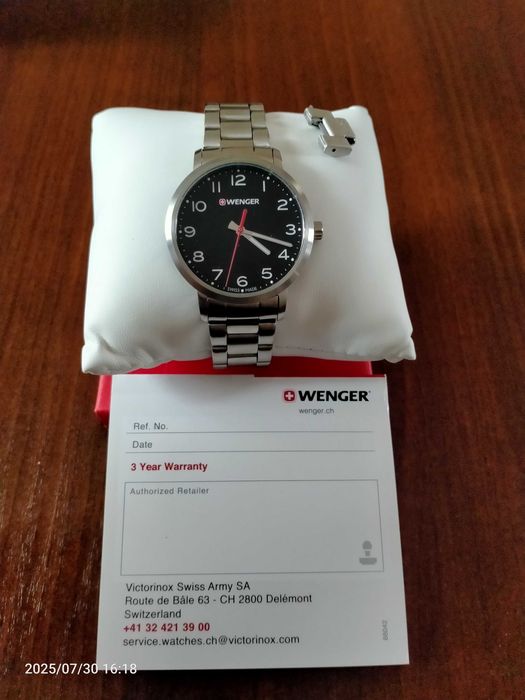 12
11
1
10
2
9
3
8
4
7
5
6
WENGER
SWISS MADE
WENGER
wenger.ch
Ref. No.
Date
3 Year Warranty
Authorized Retailer
Victorinox Swiss Army SA
Route de Bâle 63 - CH 2800 Delémont
Switzerland
+41 32 421 39 00
service.watches.ch@victorinox.com
2025/07/30 16:18